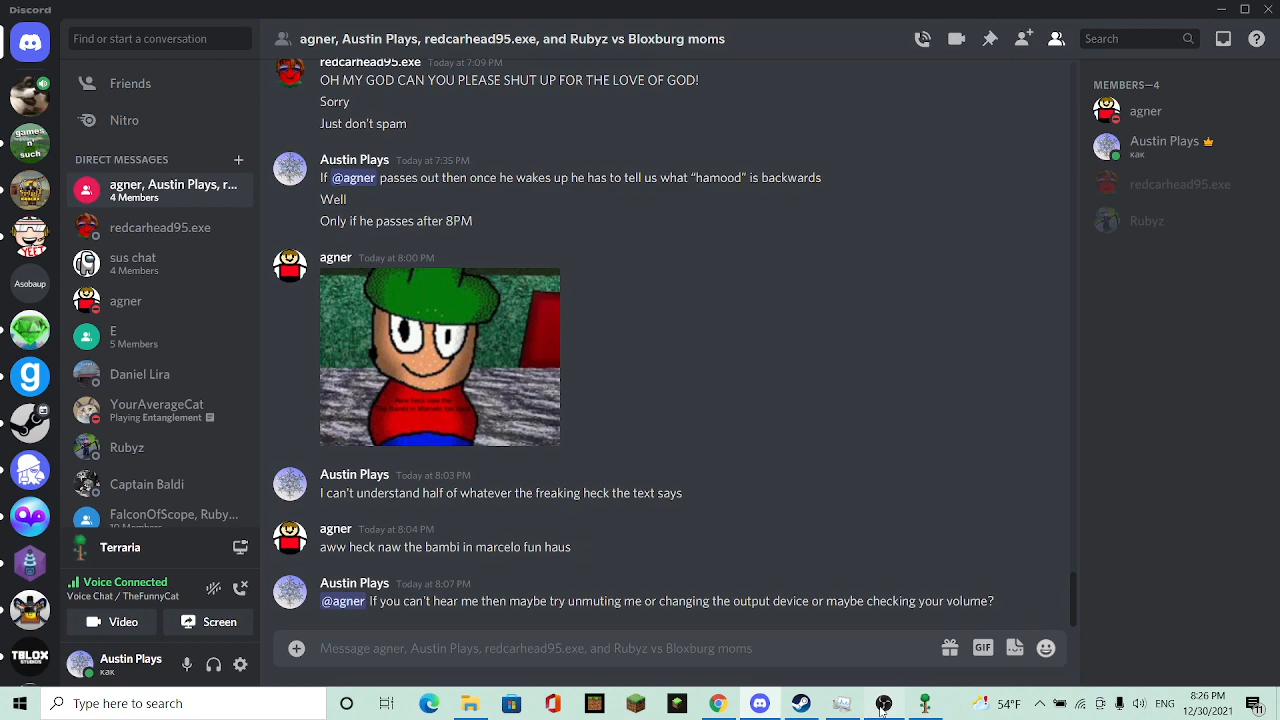 Discord
Find or start a conversation
agner, Austin Plays, redcarhead95.exe, and Rubyz vs Bloxburg moms
Search
Friends
Nitro
DIRECT MESSAGES
agner, Austin Plays, r...
4 Members
redcarhead95.exe
sus chat
4 Members
agner
E
5 Members
Daniel Lira
YourAverageCat
Playing Entanglement
Rubyz
Captain Baldi
FalconOfScope, Ruby...
10 Members
Terraria
Voice Connected
Voice Chat / TheFunnyCat
Video
Screen
Austin Plays
как
games
n'
such
YEET
Asobaup
g
TBLOX
STUDIOS
redcarhead95.exe Today at 7:09 PM
OH MY GOD CAN YOU PLEASE SHUT UP FOR THE LOVE OF GOD!
Sorry
Just don't spam
Austin Plays Today at 7:35 PM
If @agner passes out then once he wakes up he has to tell us what “hamood” is backwards
Well
Only if he passes after 8PM
agner Today at 8:00 PM
Austin Plays Today at 8:03 PM
I can't understand half of whatever the freaking heck the text says
agner Today at 8:04 PM
aww heck naw the bambi in marcelo fun haus
Austin Plays Today at 8:07 PM
@agner If you can't hear me then maybe try unmuting me or changing the output device or maybe checking your volume?
Message agner, Austin Plays, redcarhead95.exe, and Rubyz vs Bloxburg moms
GIF
MEMBERS—4
agner
Austin Plays
как
redcarhead95.exe
Rubyz
Type here to search
54°F
ENG
8:26 PM
12/30/2021
11